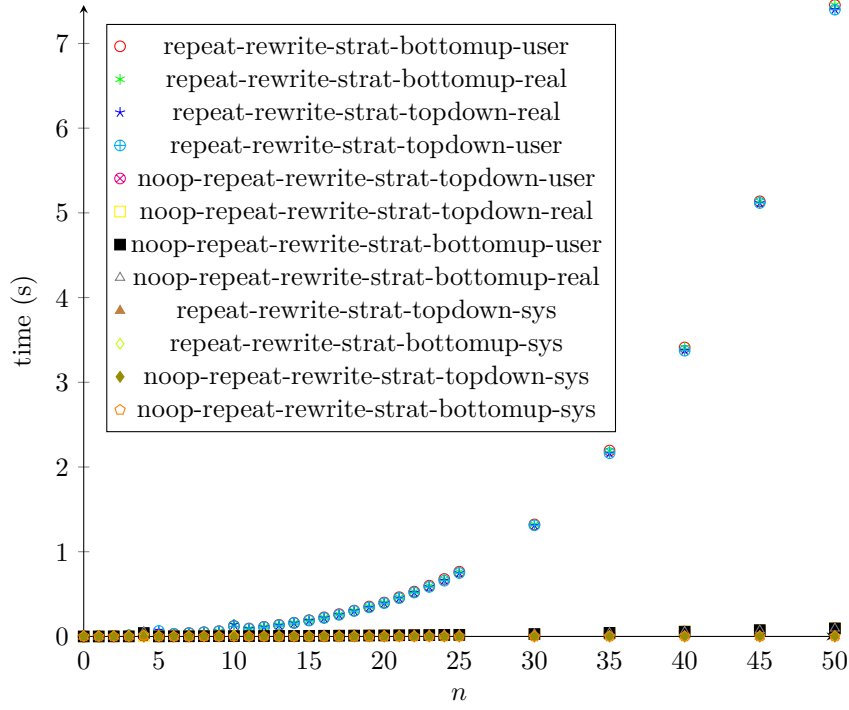 7
6
5
4
3
2
1
0
time (s)
repeat-rewrite-strat-bottomup-user
repeat-rewrite-strat-bottomup-real
repeat-rewrite-strat-topdown-real
repeat-rewrite-strat-topdown-user
noop-repeat-rewrite-strat-topdown-user
noop-repeat-rewrite-strat-topdown-real
noop-repeat-rewrite-strat-bottomup-user
noop-repeat-rewrite-strat-bottomup-real
repeat-rewrite-strat-topdown-sys
repeat-rewrite-strat-bottomup-sys
noop-repeat-rewrite-strat-topdown-sys
noop-repeat-rewrite-strat-bottomup-sys
0 5 10 15 20 25 30 35 40 45 50
n